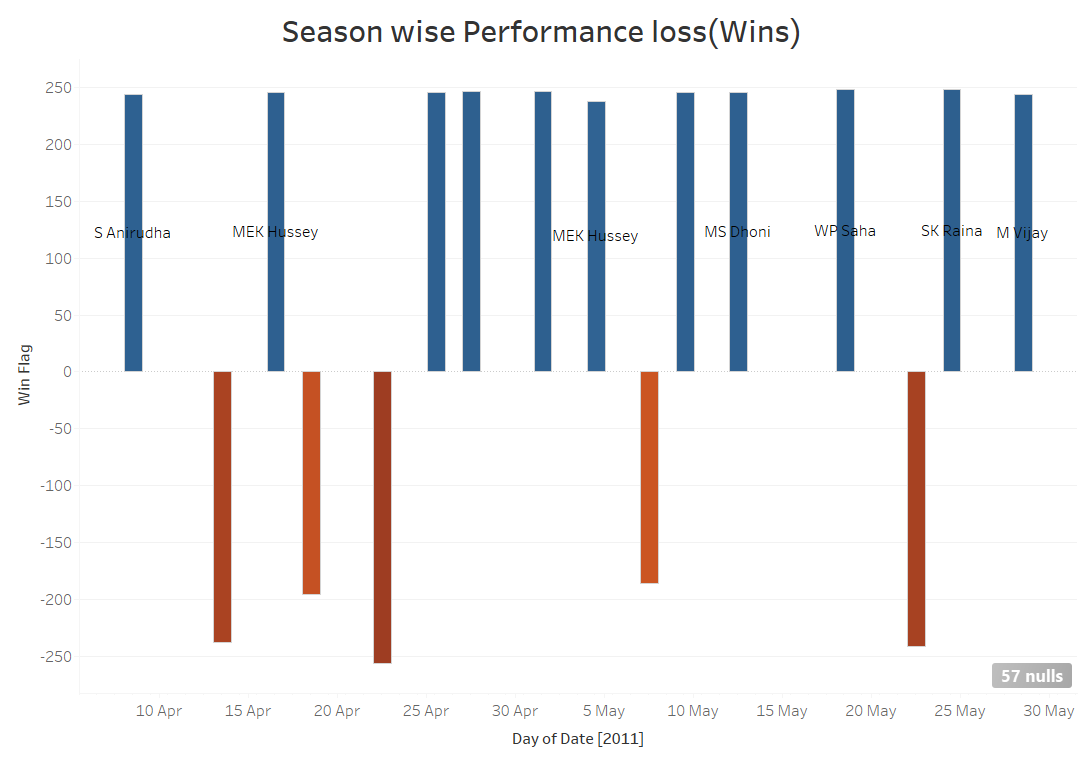 Season wise Performance loss(Wins)
250
200
150
S Anirudha
MEK Hussey
MEK Hussey
MS Dhoni
WP Saha
SK Raina
M Vijay
100
50
0
Win Flag
-50
-100
-150
-200
-250
57 nulls
10 Apr
15 Apr
20 Apr
25 Apr
30 Apr
5 May
10 May
15 May
20 May
25 May
30 May
Day of Date [2011]